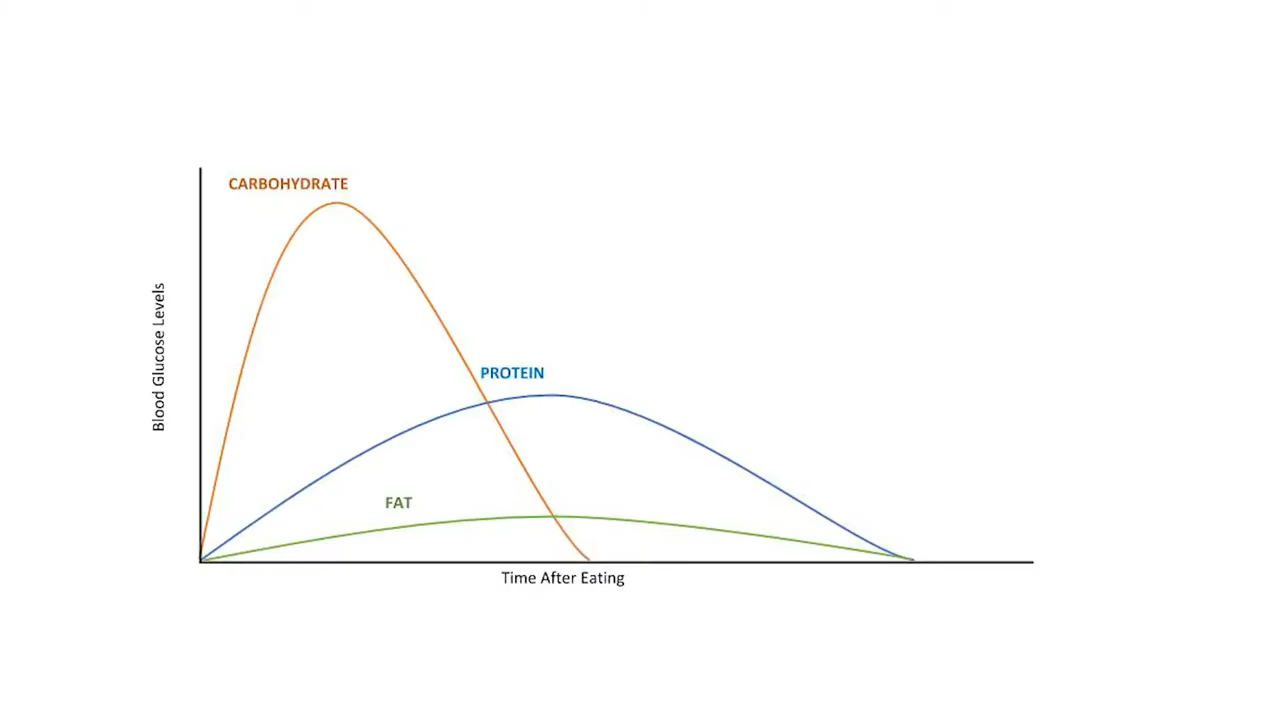 CARBOHYDRATE
Blood Glucose Levels
PROTEIN
FAT
Time After Eating